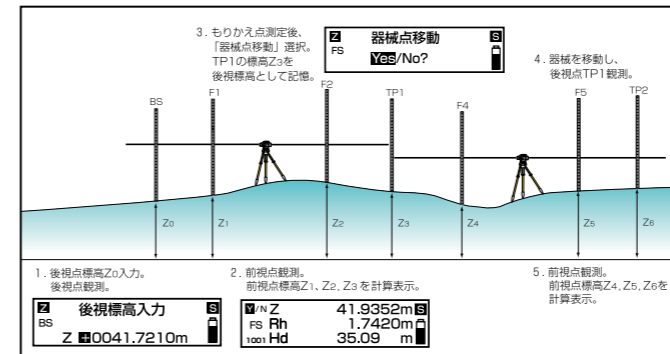 3 . もりかえ点測定後、
「器械点移動」選択。
TP1の標高Z3を
後視標高として記憶。
Z 器械点移動 S
FS Yes/No?
4 . 器械を移動し、
後視点TP1観測。
BS F1 F2 TP1 F4 F5 TP2
Z0 Z1 Z2 Z3 Z4 Z5 Z6
1 . 後視点標高Z0入力。
後視点観測。
Z 後視標高入力 S
BS
Z +0041.7210m
2 . 前視点観測。
前視点標高Z1、Z2、Z3 を計算表示。
Y/N Z 41.9352m S
FS Rh 1.7420m
1001 Hd 35.09 m
5 . 前視点観測。
前視点標高Z4, Z5, Z6を
計算表示。